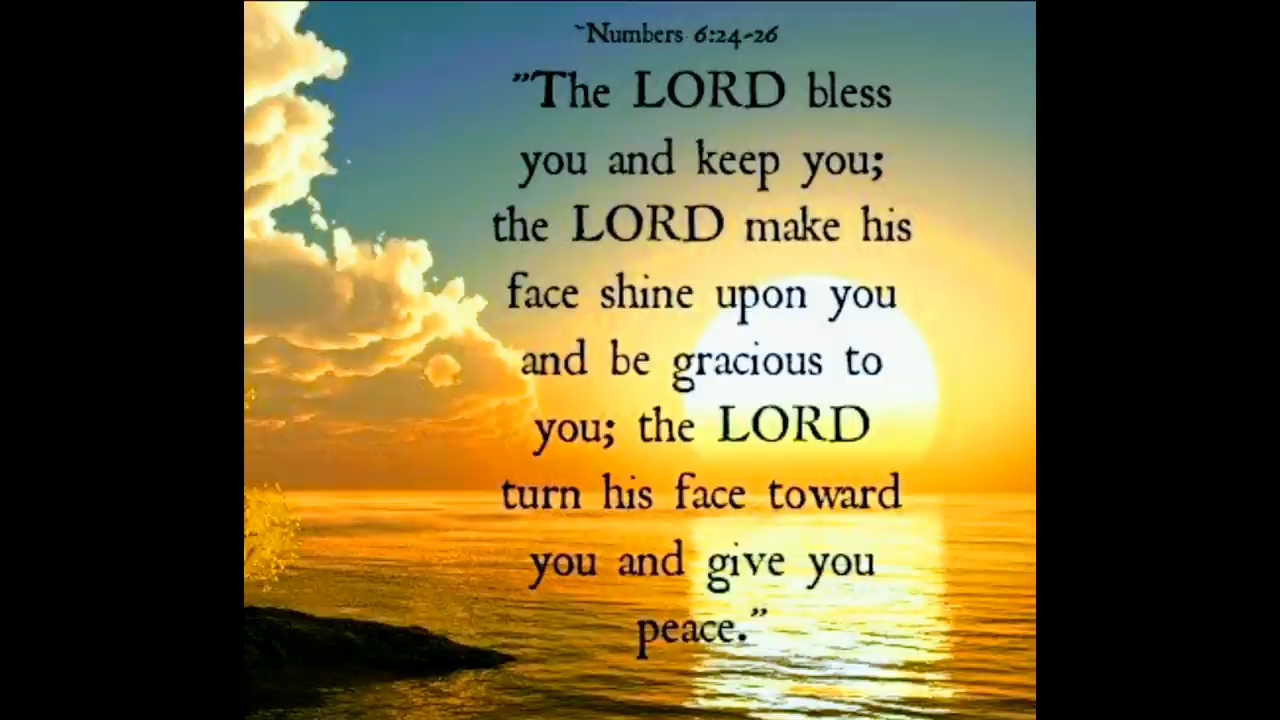 ~Numbers 6:24-26
"The LORD bless
you and keep you;
the LORD make his
face shine upon you
and be gracious to
you; the LORD
turn his face toward
you and give you
peace."